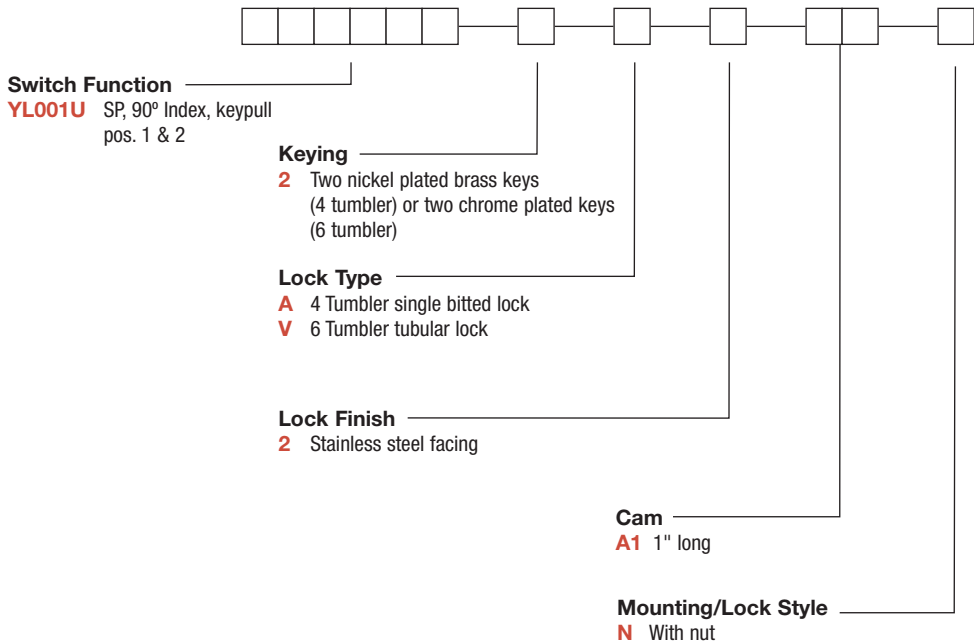 Switch Function
YL001U SP, 90º Index, keypull
pos. 1 & 2
Keying
2 Two nickel plated brass keys
(4 tumbler) or two chrome plated keys
(6 tumbler)
Lock Type
A 4 Tumbler single bitted lock
V 6 Tumbler tubular lock
Lock Finish
2 Stainless steel facing
Cam
A1 1" long
Mounting/Lock Style
N With nut